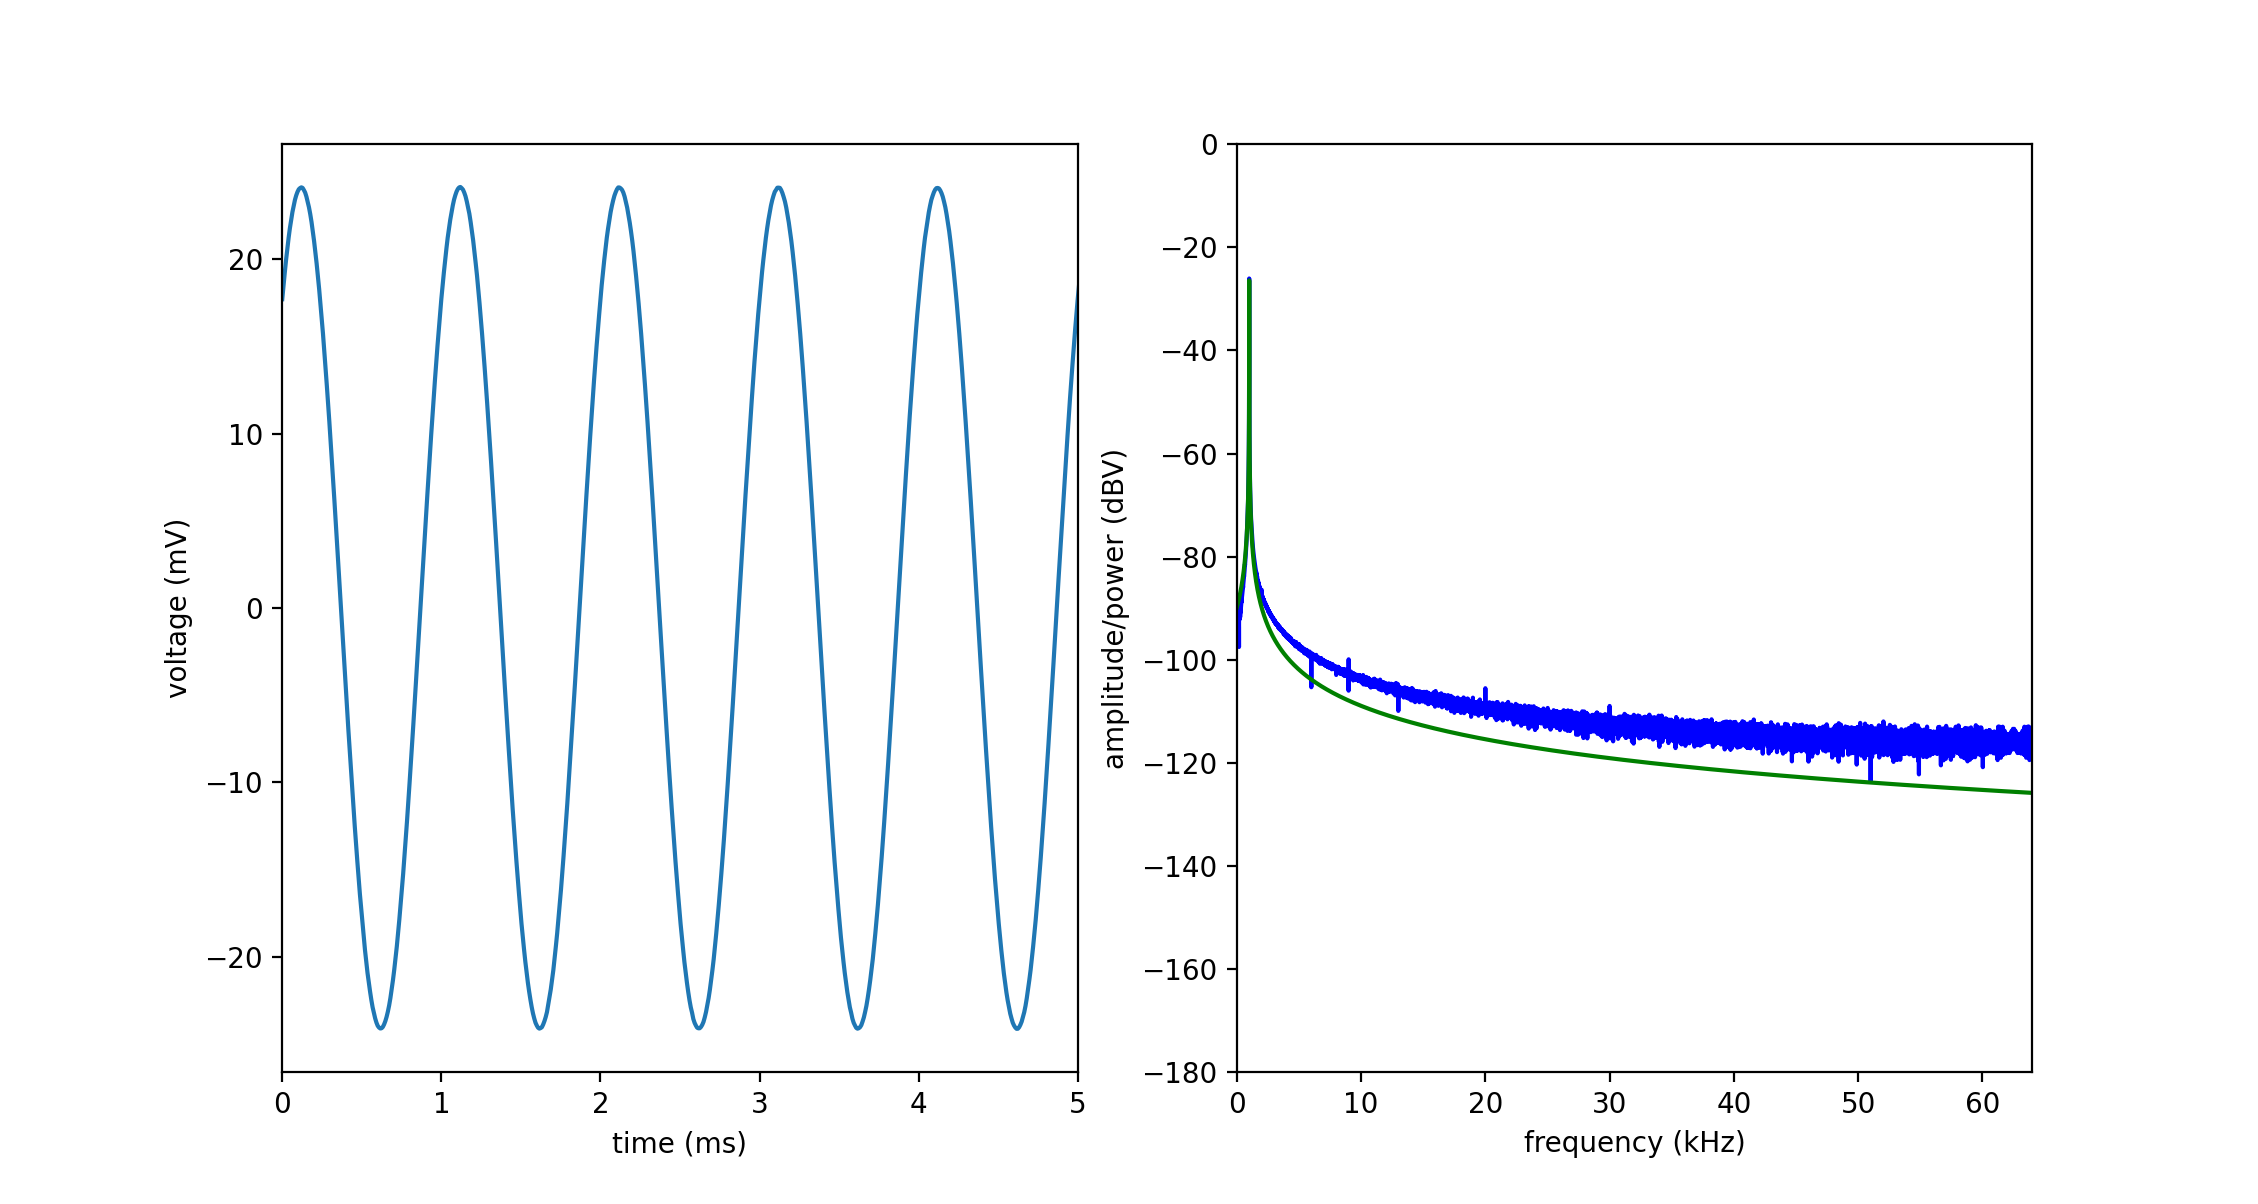 voltage (mV)
20
10
0
−10
−20
0 1 2 3 4 5
time (ms)
amplitude/power (dBV)
0
−20
−40
−60
−80
−100
−120
−140
−160
−180
0 10 20 30 40 50 60
frequency (kHz)